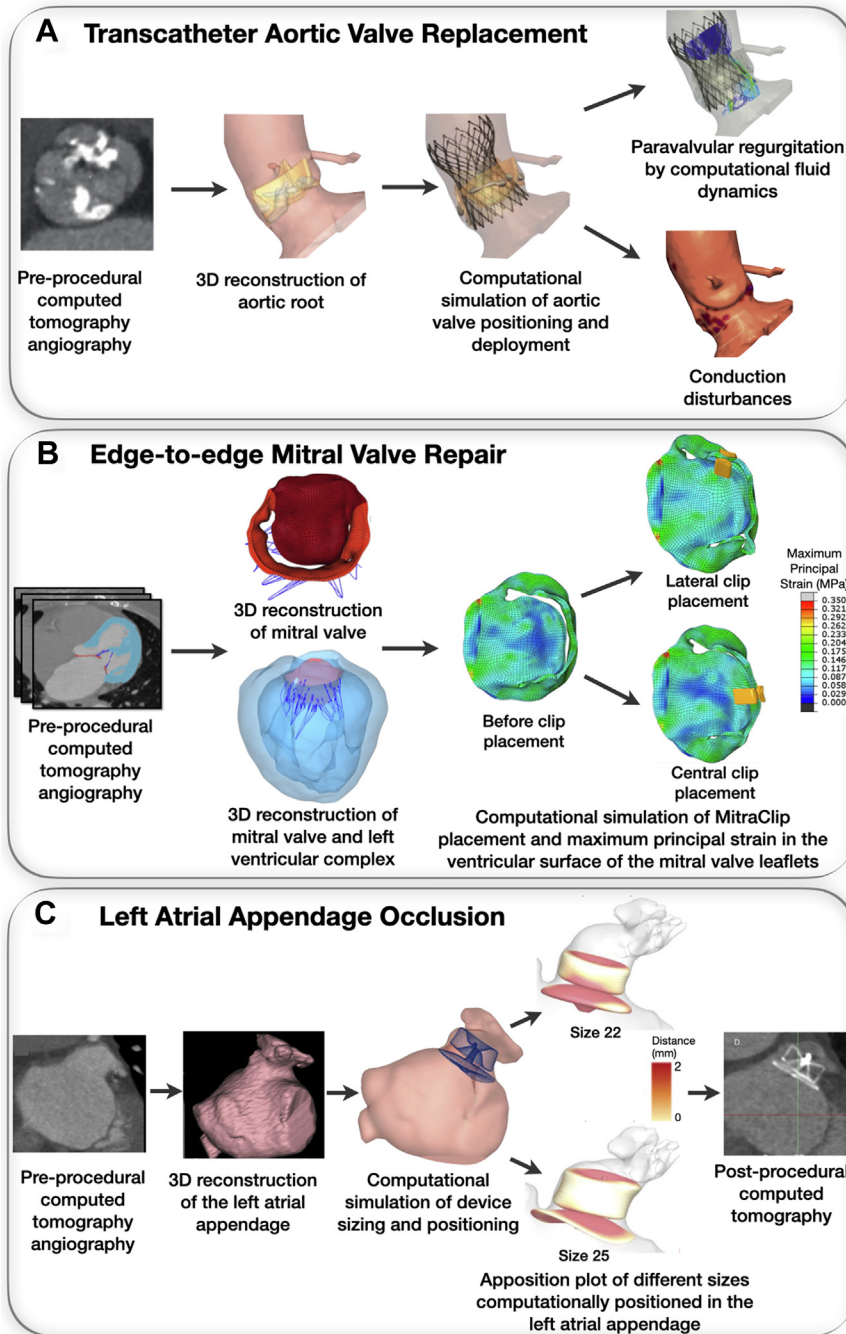 A
Transcatheter Aortic Valve Replacement
Pre-procedural
computed
tomography
angiography
3D reconstruction of
aortic root
Computational
simulation of aortic
valve positioning and
deployment
Paravalvular regurgitation
by computational fluid
dynamics
Conduction
disturbances
B
Edge-to-edge Mitral Valve Repair
Pre-procedural
computed
tomography
angiography
3D reconstruction
of mitral valve
3D reconstruction of
mitral valve and left
ventricular complex
Before clip
placement
Lateral clip
placement
Central clip
placement
Maximum
Principal
Strain (MPa)
0.350
0.321
0.292
0.262
0.233
0.204
0.175
0.146
0.117
0.087
0.058
0.029
0.000
Computational simulation of MitraClip
placement and maximum principal strain in the
ventricular surface of the mitral valve leaflets
C
Left Atrial Appendage Occlusion
Pre-procedural
computed
tomography
angiography
3D reconstruction
of the left atrial
appendage
Computational
simulation of device
sizing and positioning
Size 22
Distance
(mm)
2
0
Size 25
Apposition plot of different sizes
computationally positioned in the
left atrial appendage
D.
Post-procedural
computed
tomography